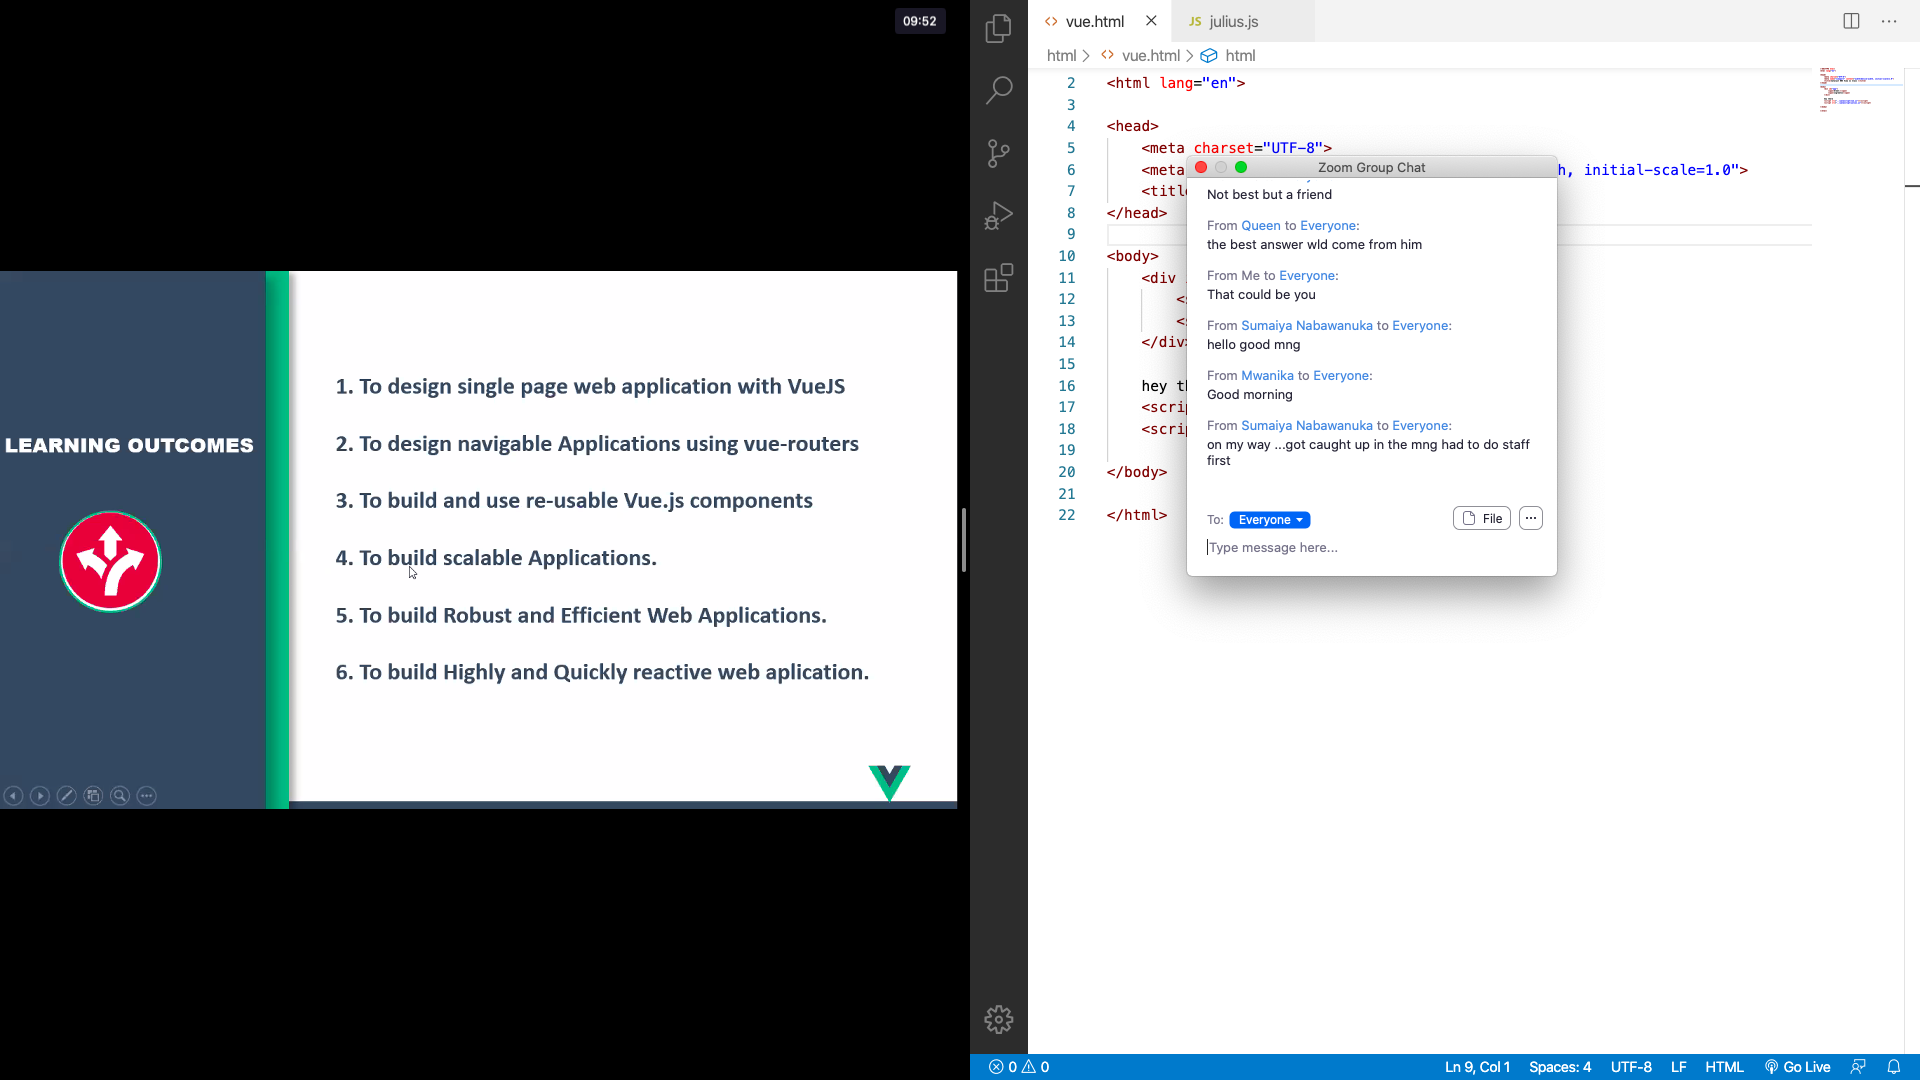 09:52
LEARNING OUTCOMES
1. To design single page web application with VueJS
2. To design navigable Applications using vue-routers
3. To build and use re-usable Vue.js components
4. To build scalable Applications.
5. To build Robust and Efficient Web Applications.
6. To build Highly and Quickly reactive web aplication.
vue.html
JS julius.js
html > vue.html > html
2 <html lang="en">
3
4 <head>
5 <meta charset="UTF-8">
6 <meta h, initial-scale=1.0">
7 <titl
8 </head>
9
10 <body>
11 <div
12 <
13 <
14 </div
15
16 hey t
17 <scri
18 <scri
19
20 </body>
21
22 </html>
Zoom Group Chat
Not best but a friend
From Queen to Everyone:
the best answer wld come from him
From Me to Everyone:
That could be you
From Sumaiya Nabawanuka to Everyone:
hello good mng
From Mwanika to Everyone:
Good morning
From Sumaiya Nabawanuka to Everyone:
on my way ...got caught up in the mng had to do staff
first
To: Everyone
File
Type message here...
0 0
Ln 9, Col 1 Spaces: 4 UTF-8 LF HTML Go Live